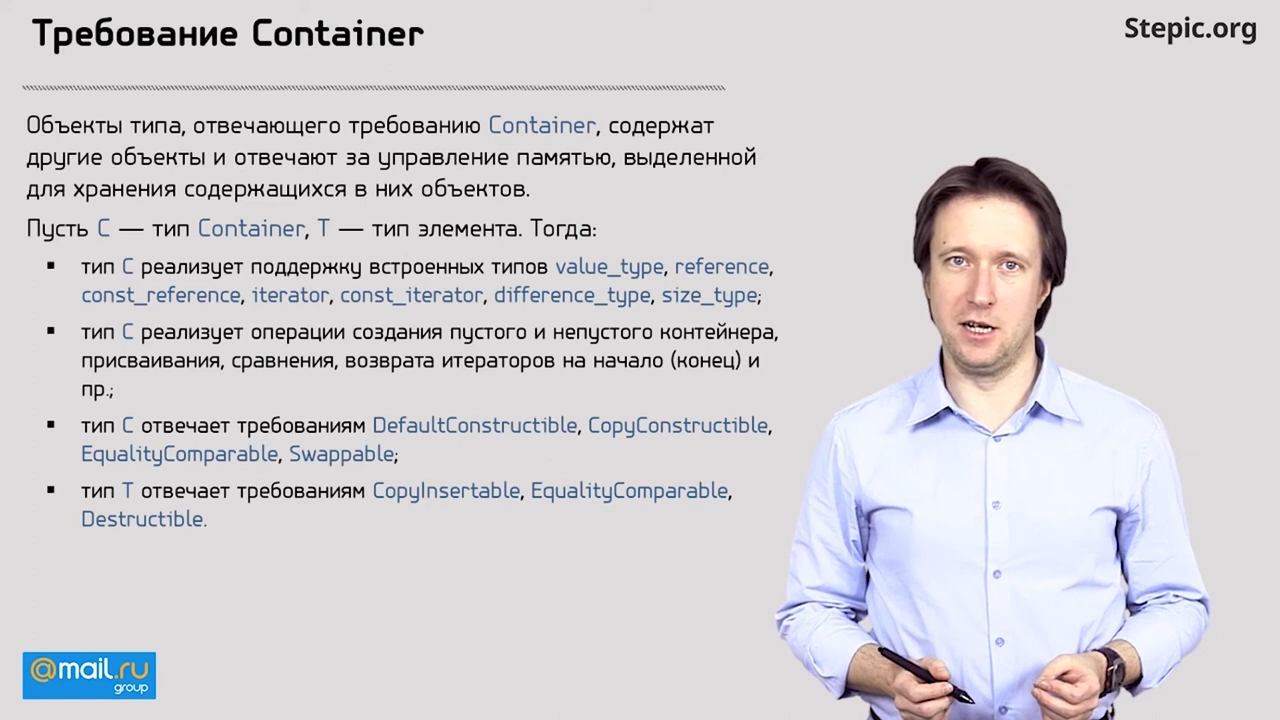 Требование Container
Stepic.org
Объекты типа, отвечающего требованию Container, содержат
другие объекты и отвечают за управление памятью, выделенной
для хранения содержащихся в них объектов.
Пусть C — тип Container, T — тип элемента. Тогда:
▪ тип C реализует поддержку встроенных типов value_type, reference,
const_reference, iterator, const_iterator, difference_type, size_type;
▪ тип C реализует операции создания пустого и непустого контейнера,
присваивания, сравнения, возврата итераторов на начало (конец) и
пр.;
▪ тип C отвечает требованиям DefaultConstructible, CopyConstructible,
EqualityComparable, Swappable;
▪ тип T отвечает требованиям CopyInsertable, EqualityComparable,
Destructible.
@mail.ru
group